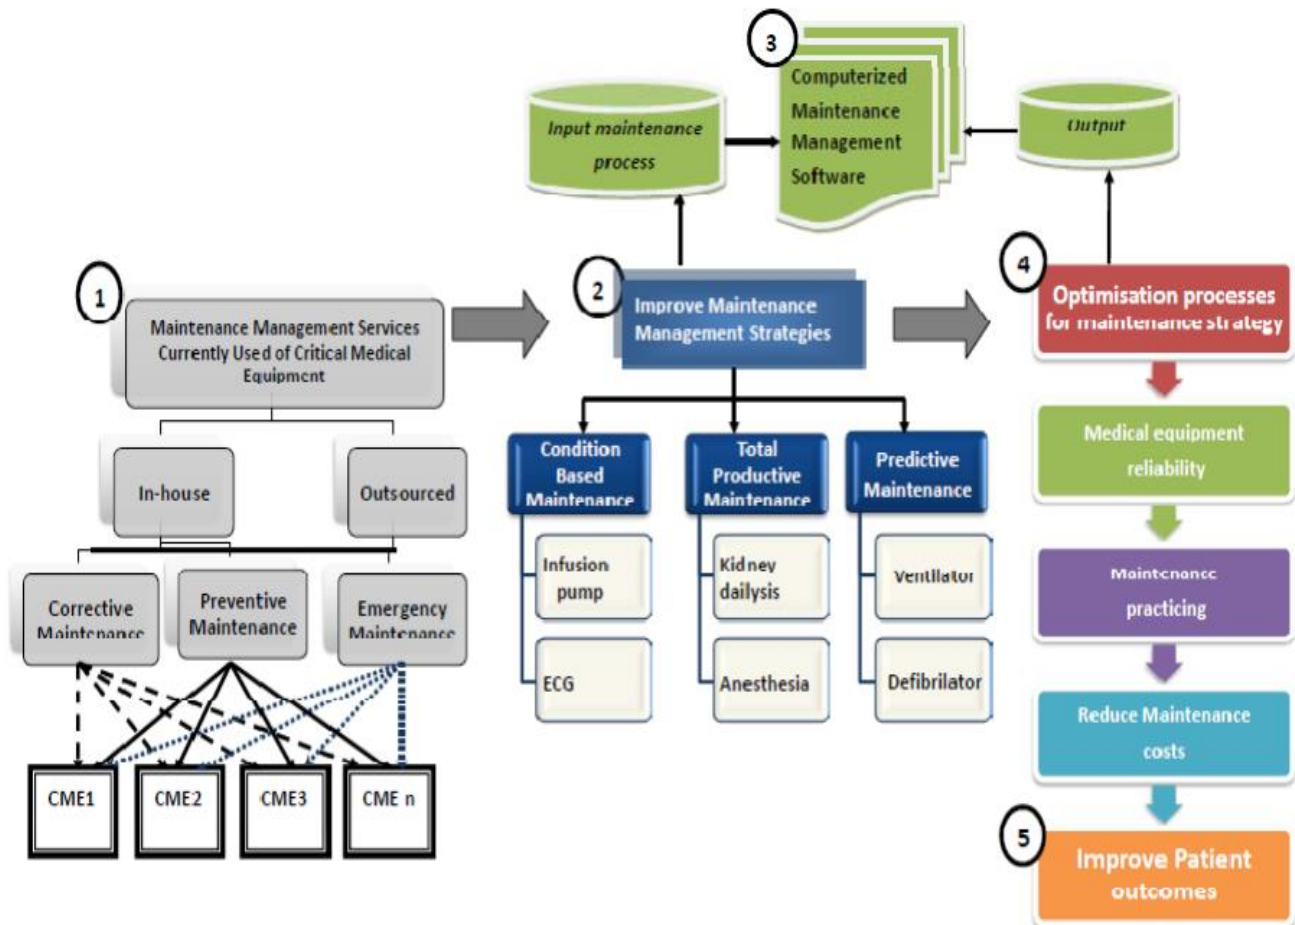 3
Computerized
Maintenance
Management
Software
Input maintenance
process
Output
1
Maintenance Management Services
Currently Used of Critical Medical
Equipment
2
Improve Maintenance
Management Strategies
4
Optimisation processes
for maintenance strategy
In-house
Outsourced
Corrective
Maintenance
Preventive
Maintenance
Emergency
Maintenance
CME1
CME2
CME3
CME n
Condition
Based
Maintenance
Total
Productive
Maintenance
Predictive
Maintenance
Infusion
pump
Kidney
dailysis
Ventilator
ECG
Anesthesia
Defibrilator
Medical equipment
reliability
Maintenance
practicing
Reduce Maintenance
costs
5
Improve Patient
outcomes